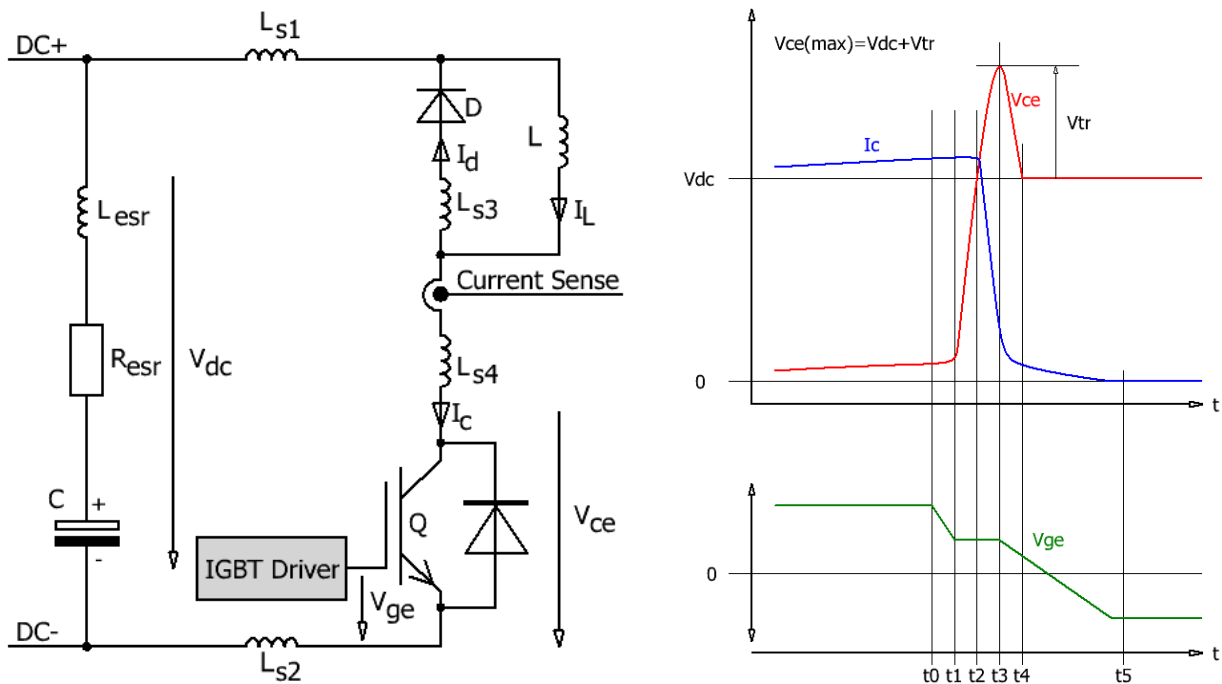 DC+
Ls1
D
L
Id
Ls3
IL
Lesr
Current Sense
Resr
Vdc
Ls4
Ic
C
+
-
Q
Vce
IGBT Driver
Vge
DC-
Ls2
Vce(max)=Vdc+Vtr
Vce
Vtr
Ic
Vdc
0
t
Vge
0
t
t0 t1 t2 t3 t4 t5